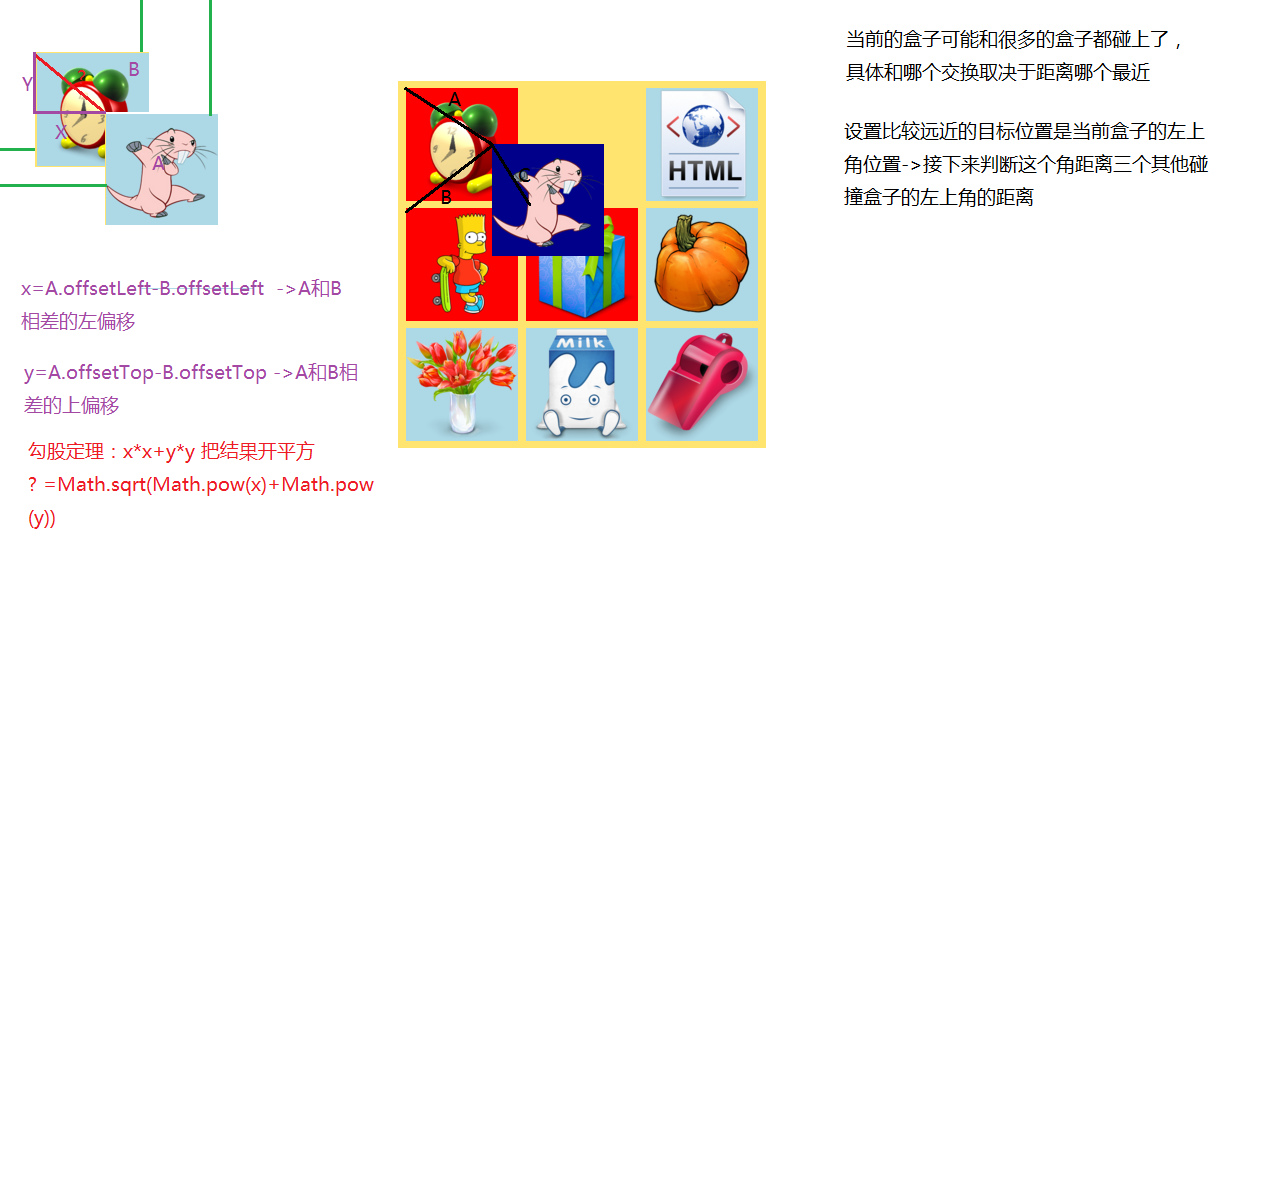 B
Y
?
X
A
x=A.offsetLeft-B.offsetLeft ->A和B
相差的左偏移
y=A.offsetTop-B.offsetTop ->A和B相
差的上偏移
勾股定理：x*x+y*y 把结果开平方
? =Math.sqrt(Math.pow(x)+Math.pow
(y))
A
C
B
HTML
Milk
当前的盒子可能和很多的盒子都碰上了，
具体和哪个交换取决于距离哪个最近
设置比较远近的目标位置是当前盒子的左上
角位置->接下来判断这个角距离三个其他碰
撞盒子的左上角的距离